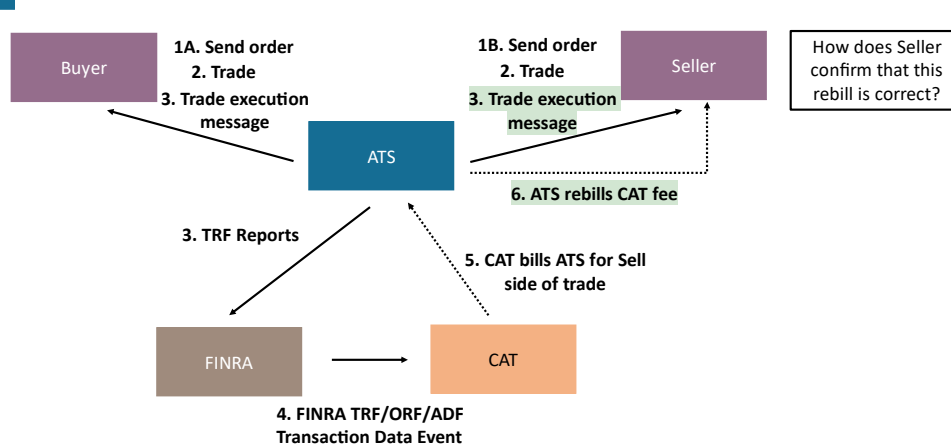 Buyer
1A. Send order
2. Trade
3. Trade execution
message
1B. Send order
2. Trade
3. Trade execution
message
Seller
How does Seller
confirm that this
rebill is correct?
ATS
6. ATS rebills CAT fee
3. TRF Reports
5. CAT bills ATS for Sell
side of trade
FINRA
CAT
4. FINRA TRF/ORF/ADF
Transaction Data Event